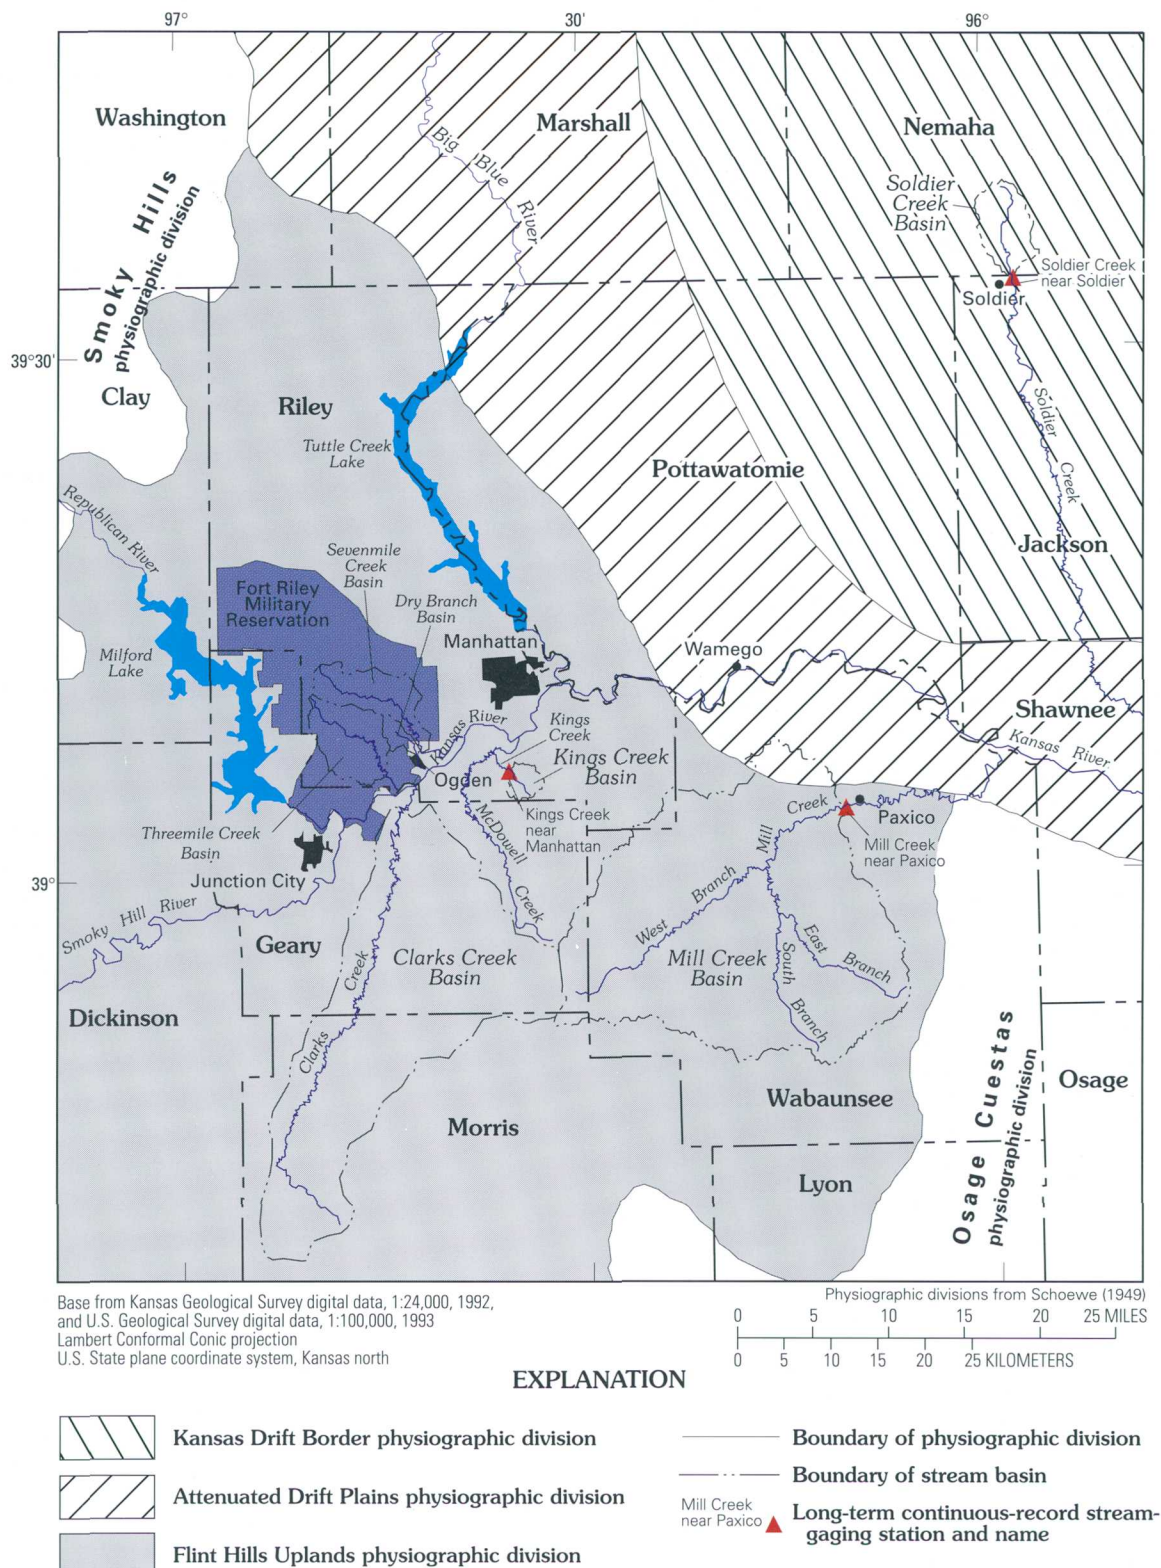 97°
30'
96°
Washington
Marshall
Nemaha
Big Blue River
Soldier
Creek
Basin
Smoky Hills
physiographic division
Soldier Creek
near Soldier
Soldier
39°30'
Clay
Riley
Soldier Creek
Tuttle Creek
Lake
Pottawatomie
Republican River
Jackson
Sevenmile
Creek
Basin
Fort Riley
Military
Reservation
Dry Branch
Basin
Manhattan
Wamego
Milford
Lake
Shawnee
Kansas River
Kings
Creek
Kansas River
Kings Creek
Basin
Ogden
McDowell Creek
Kings Creek
near
Manhattan
Mill Creek
Paxico
Threemile Creek
Basin
Mill Creek
near Paxico
Junction City
39°
West Branch
Smoky Hill River
Geary
Clarks Creek
Basin
Mill Creek
Basin
East Branch
South Branch
Clarks Creek
Dickinson
Osage Cuestas
physiographic division
Osage
Wabaunsee
Morris
Lyon
Base from Kansas Geological Survey digital data, 1:24,000, 1992,
and U.S. Geological Survey digital data, 1:100,000, 1993
Lambert Conformal Conic projection
U.S. State plane coordinate system, Kansas north
Physiographic divisions from Schoewe (1949)
0 5 10 15 20 25 MILES
0 5 10 15 20 25 KILOMETERS
EXPLANATION
Kansas Drift Border physiographic division
Attenuated Drift Plains physiographic division
Flint Hills Uplands physiographic division
Boundary of physiographic division
Boundary of stream basin
Mill Creek
near Paxico
Long-term continuous-record stream-
gaging station and name